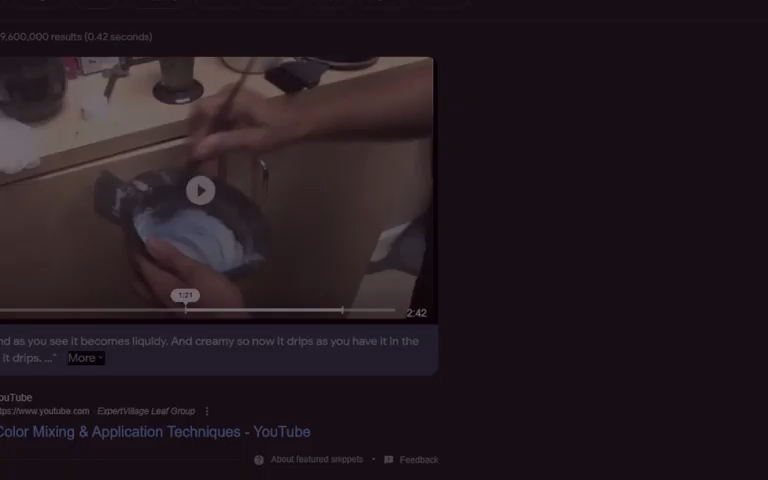 9,600,000 results (0.42 seconds)
1:21
2:42
nd as you see it becomes liquidy. And creamy so now it drips as you have it in the
it drips. ..." More
ouTube
tps://www.youtube.com · ExpertVillage Leaf Group
Color Mixing & Application Techniques - YouTube
About featured snippets • Feedback